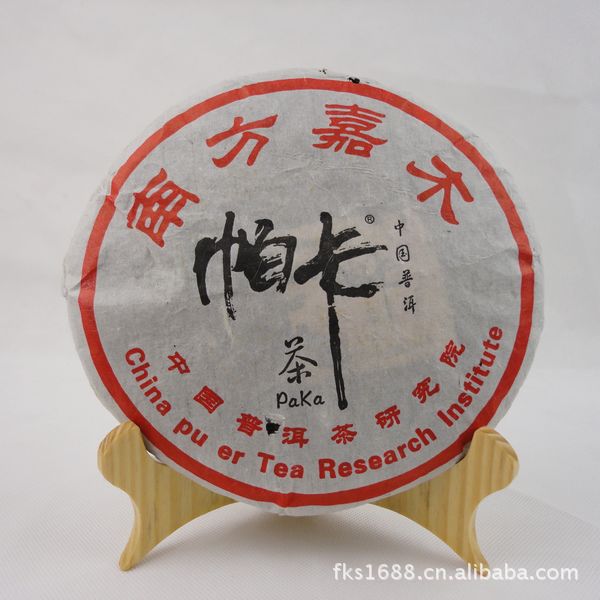 南方嘉木
帕卡®
中国普洱
茶
PaKa
中国普洱茶研究院
China pu er Tea Research Institute
fks1688.cn.alibaba.com